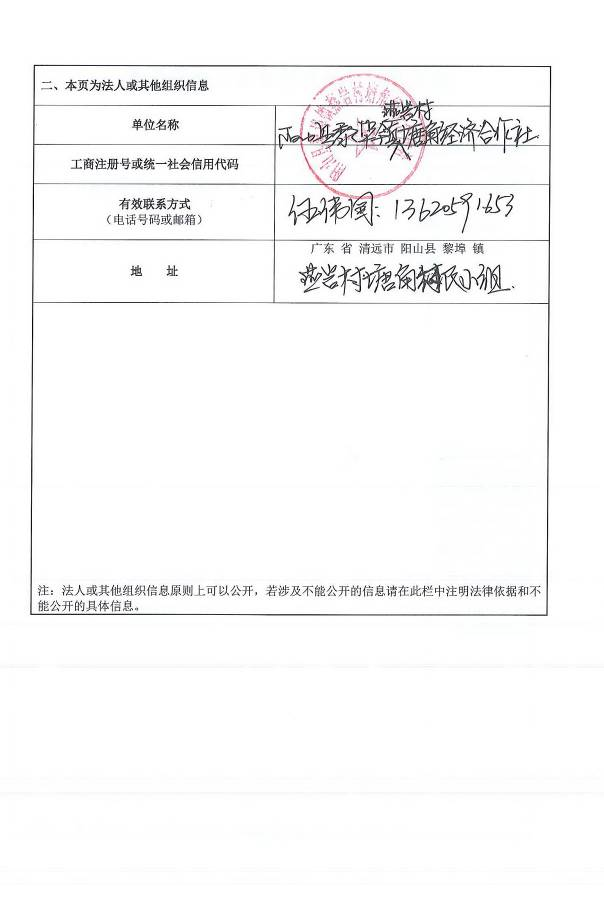 二、本页为法人或其他组织信息
单位名称
燕岩村
阳山县黎埠镇塘角经济合作社
工商注册号或统一社会信用代码
有效联系方式
(电话号码或邮箱)
伍伟国:13620591653
地 址
广东 省 清远市 阳山县 黎埠 镇
燕岩村塘角村民小组.
注:法人或其他组织信息原则上可以公开,若涉及不能公开的信息请在此栏中注明法律依据和不
能公开的具体信息。